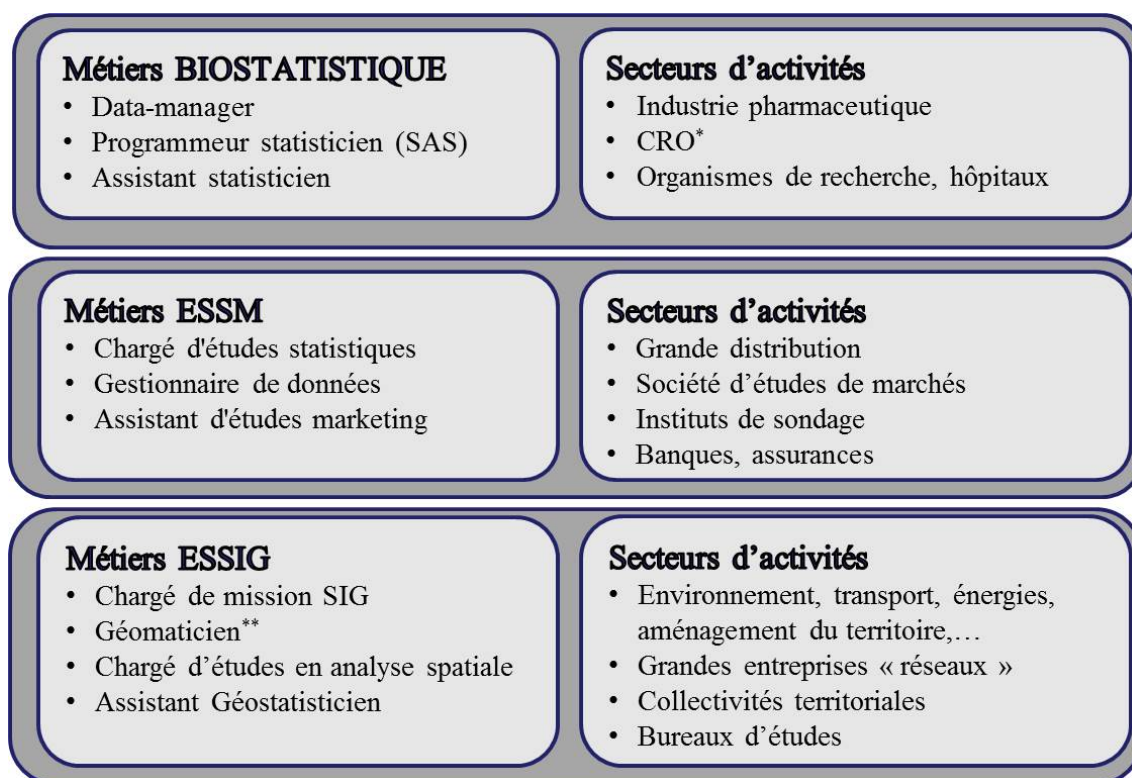 Métiers BIOSTATISTIQUE
• Data-manager
• Programmeur statisticien (SAS)
• Assistant statisticien
Secteurs d’activités
• Industrie pharmaceutique
• CRO*
• Organismes de recherche, hôpitaux
Métiers ESSM
• Chargé d'études statistiques
• Gestionnaire de données
• Assistant d'études marketing
Secteurs d’activités
• Grande distribution
• Société d’études de marchés
• Instituts de sondage
• Banques, assurances
Métiers ESSIG
• Chargé de mission SIG
• Géomaticien**
• Chargé d’études en analyse spatiale
• Assistant Géostatisticien
Secteurs d’activités
• Environnement, transport, énergies,
aménagement du territoire,…
• Grandes entreprises « réseaux »
• Collectivités territoriales
• Bureaux d’études